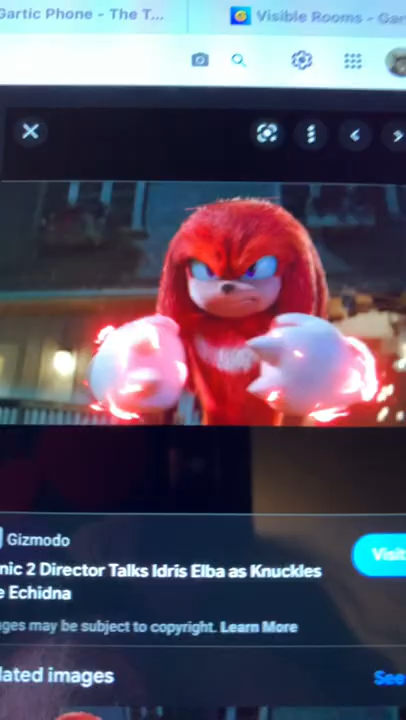 Gartic Phone - The T...
Visible Rooms - Gar
Gizmodo
Visit
nic 2 Director Talks Idris Elba as Knuckles
e Echidna
ges may be subject to copyright. Learn More
lated images
See